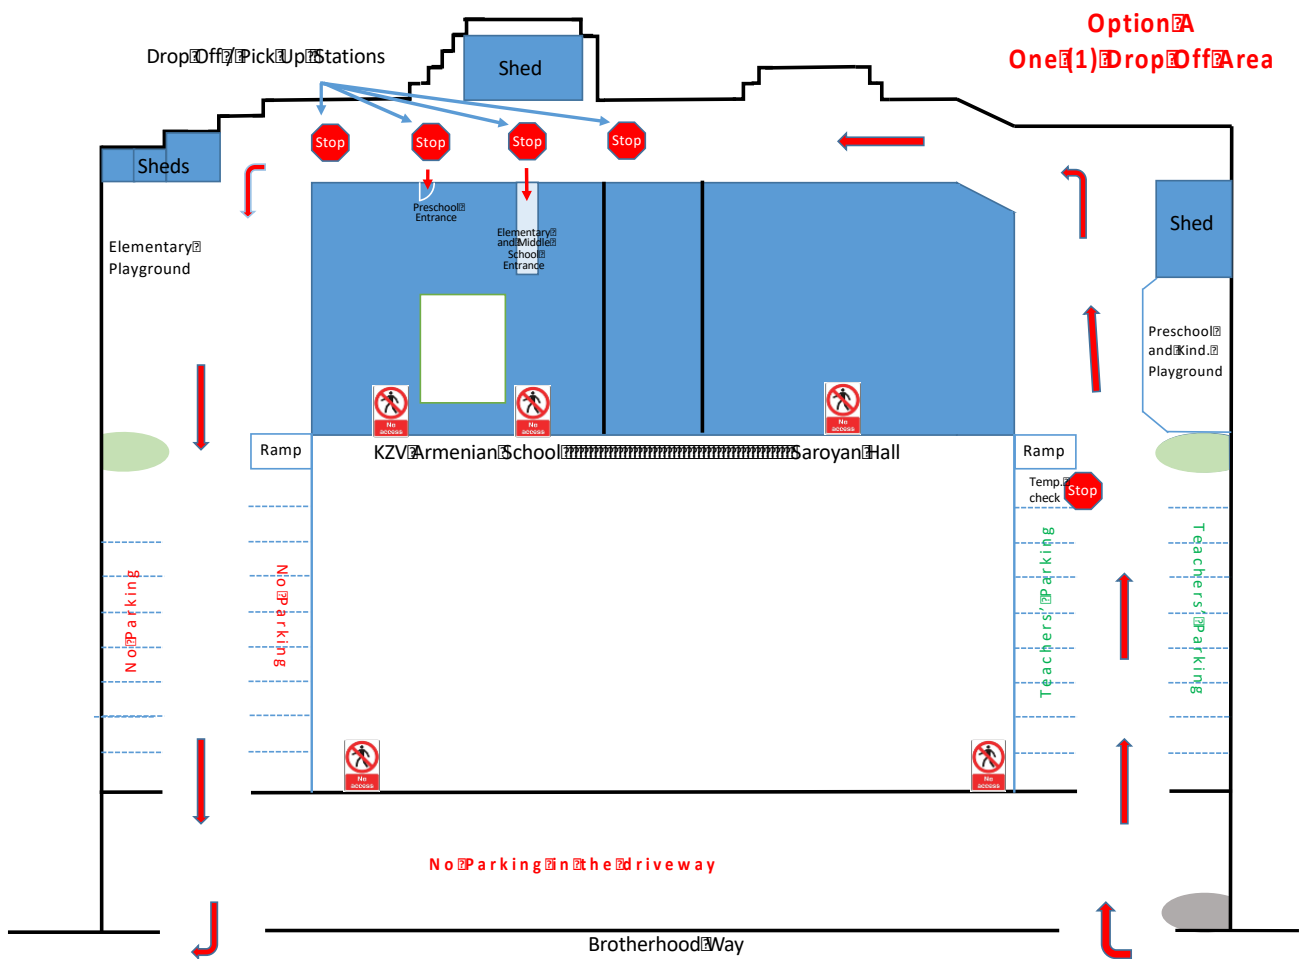 Option A
One (1) Drop Off Area
Drop Off / Pick Up Stations
Shed
Stop
Stop
Stop
Stop
Sheds
Preschool
Entrance
Elementary
and Middle
School
Entrance
Shed
Elementary
Playground
Preschool
and Kind.
Playground
No
access
No
access
No
access
Ramp
KZV Armenian School
Saroyan Hall
Ramp
Temp.
check
Stop
No Parking
No Parking
Teachers' Parking
Teachers' Parking
No
access
No
access
No Parking in the driveway
Brotherhood Way